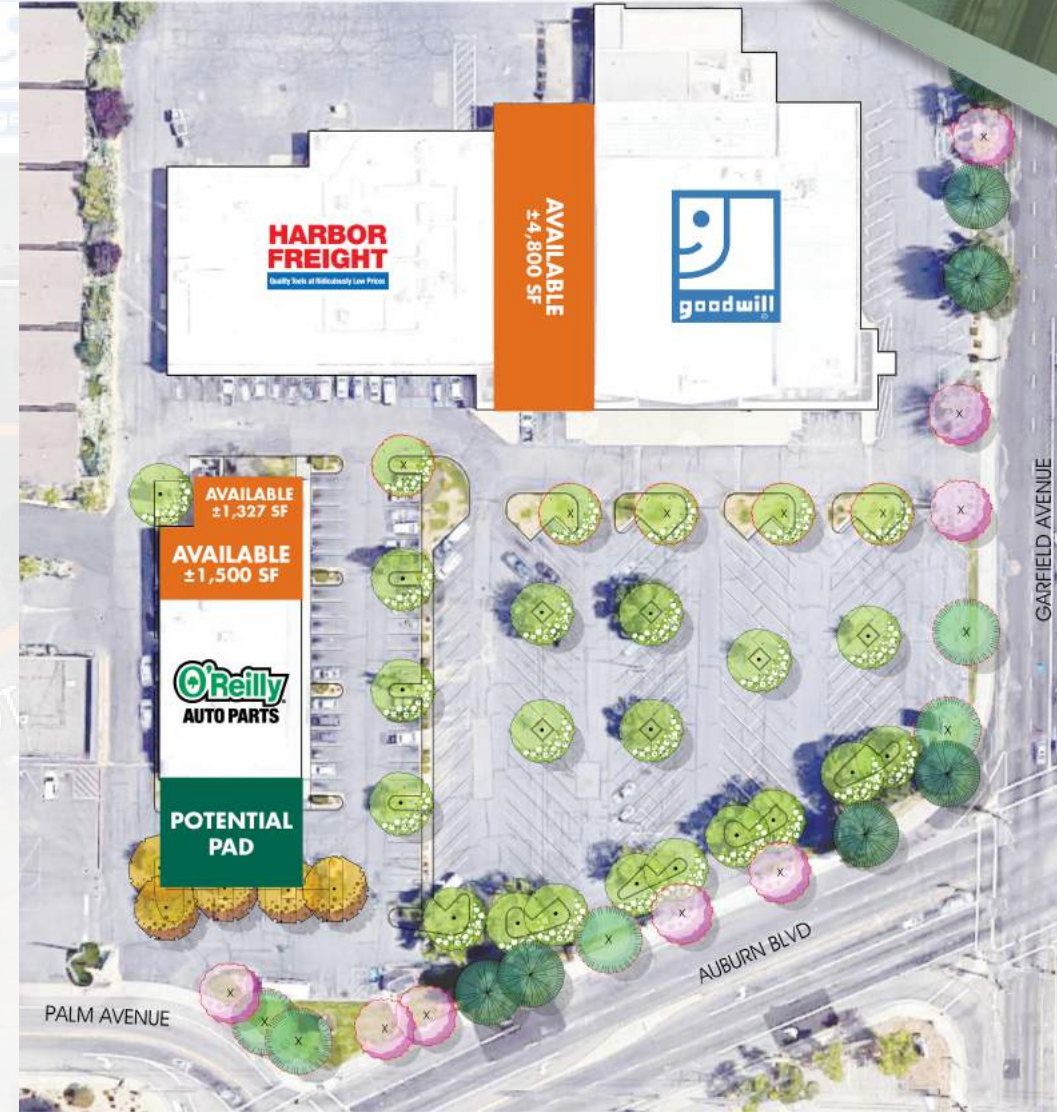 HARBOR
FREIGHT
Quality Tools at Ridiculously Low Prices
AVAILABLE
±4,800 SF
goodwill
AVAILABLE
±1,327 SF
AVAILABLE
±1,500 SF
O'Reilly
AUTO PARTS
POTENTIAL
PAD
GARFIELD AVENUE
AUBURN BLVD
PALM AVENUE